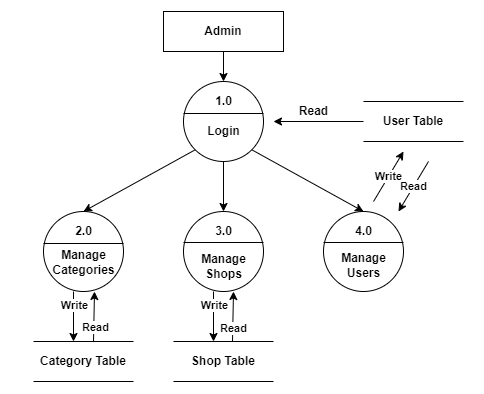 Admin
1.0
Login
Read
User Table
Write
Read
2.0
Manage
Categories
3.0
Manage
Shops
4.0
Manage
Users
Write
Read
Write
Read
Category Table
Shop Table